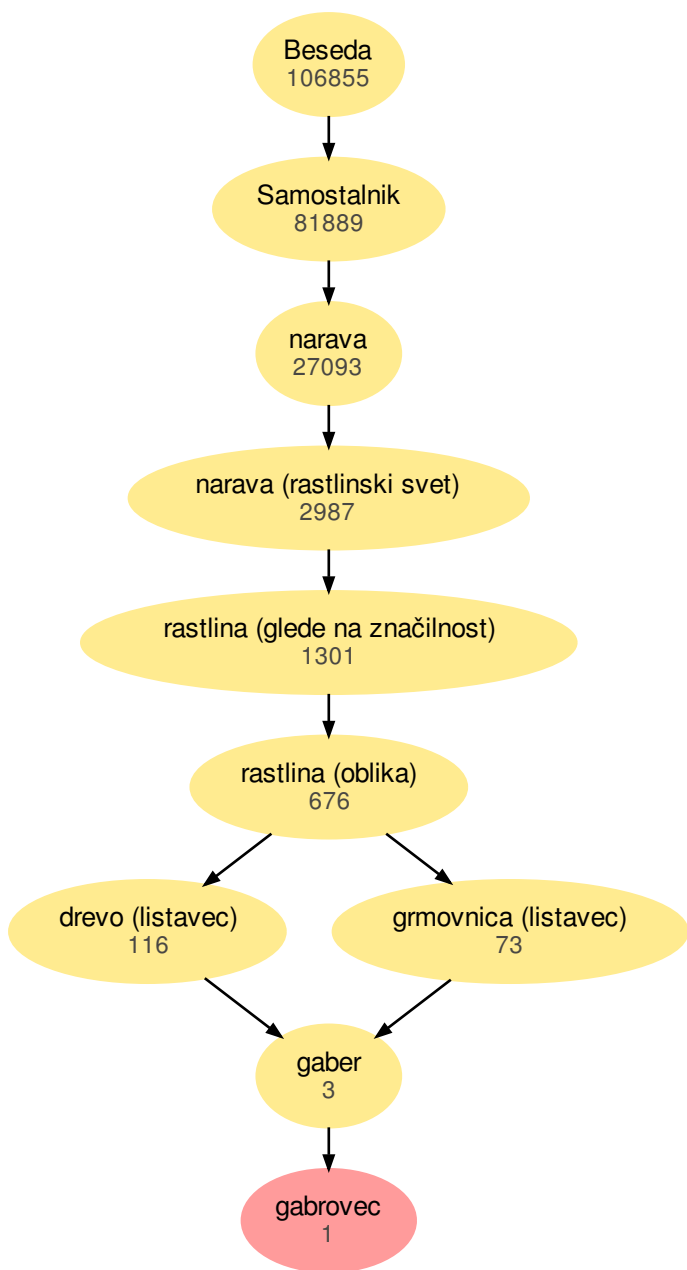 Beseda
106855
Samostalnik
81889
narava
27093
narava (rastlinski svet)
2987
rastlina (glede na značilnost)
1301
rastlina (oblika)
676
drevo (listavec)
116
grmovnica (listavec)
73
gaber
3
gabrovec
1